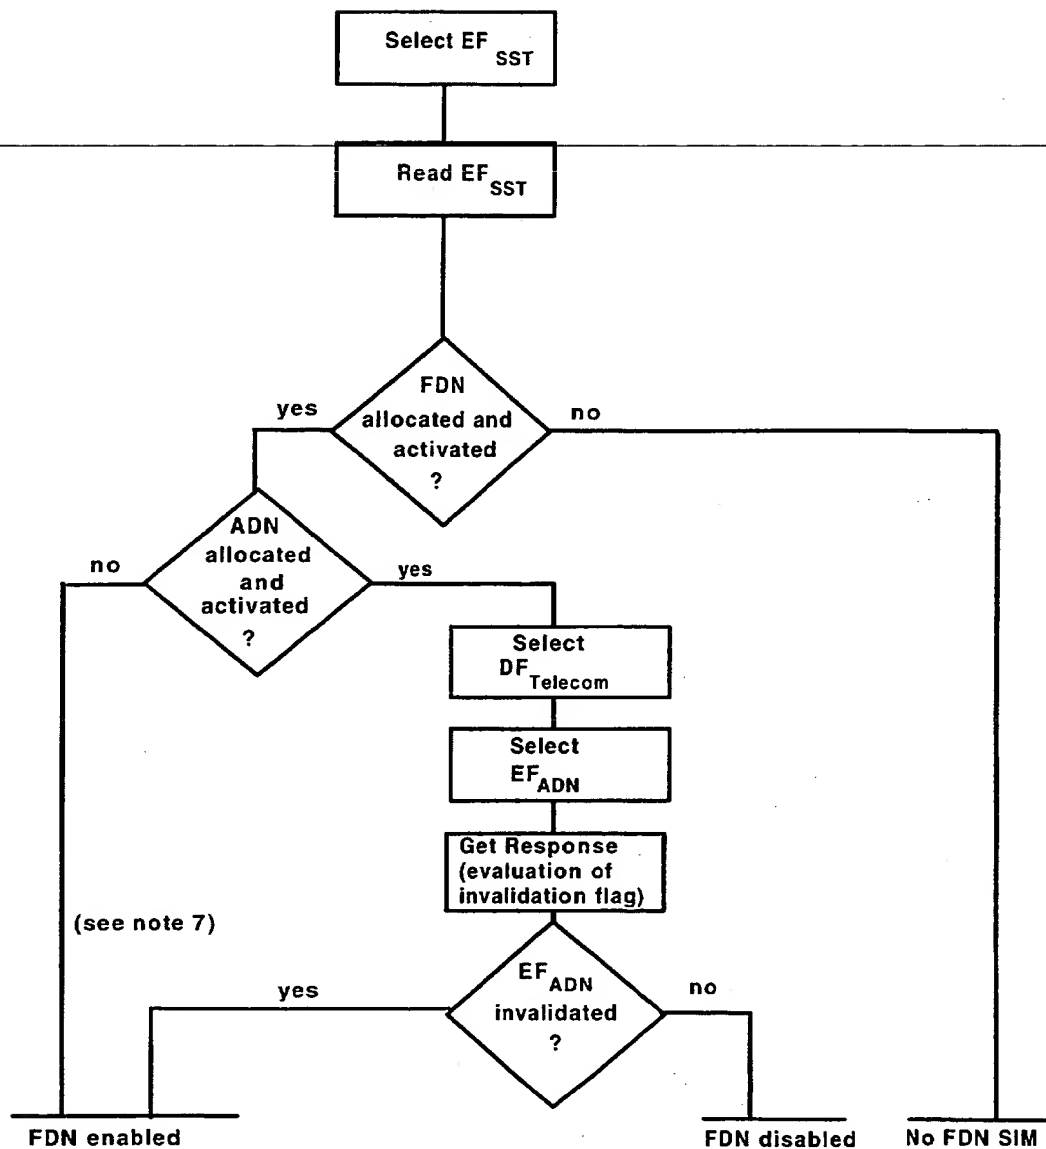 Select EF SST
Read EF SST
FDN
allocated and
activated
?
yes
no
ADN
allocated
and
activated
?
no
yes
Select
DF Telecom
Select
EF ADN
Get Response
(evaluation of
invalidation flag)
(see note 7)
EF ADN
invalidated
?
yes
no
FDN enabled
FDN disabled
No FDN SIM